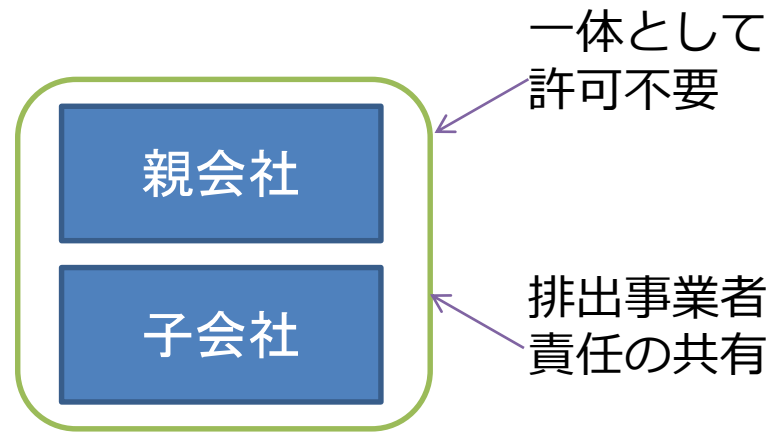 一体として
許可不要
親会社
子会社
排出事業者
責任の共有